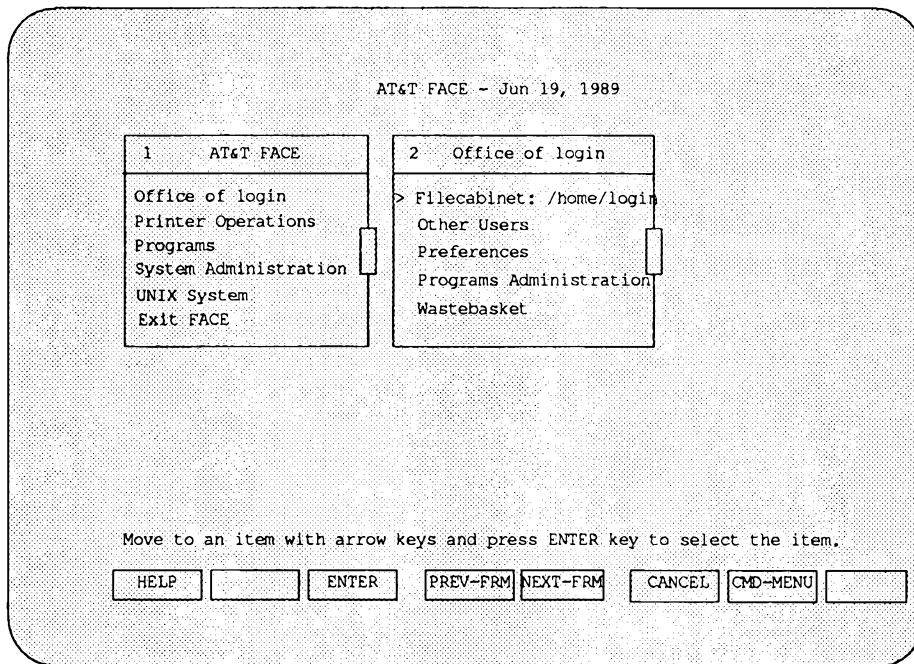 AT&T FACE - Jun 19, 1989
1 AT&T FACE
Office of login
Printer Operations
Programs
System Administration
UNIX System
Exit FACE
2 Office of login
> Filecabinet: /home/login
Other Users
Preferences
Programs Administration
Wastebasket
Move to an item with arrow keys and press ENTER key to select the item.
HELP ENTER PREV-FRM NEXT-FRM CANCEL CMD-MENU